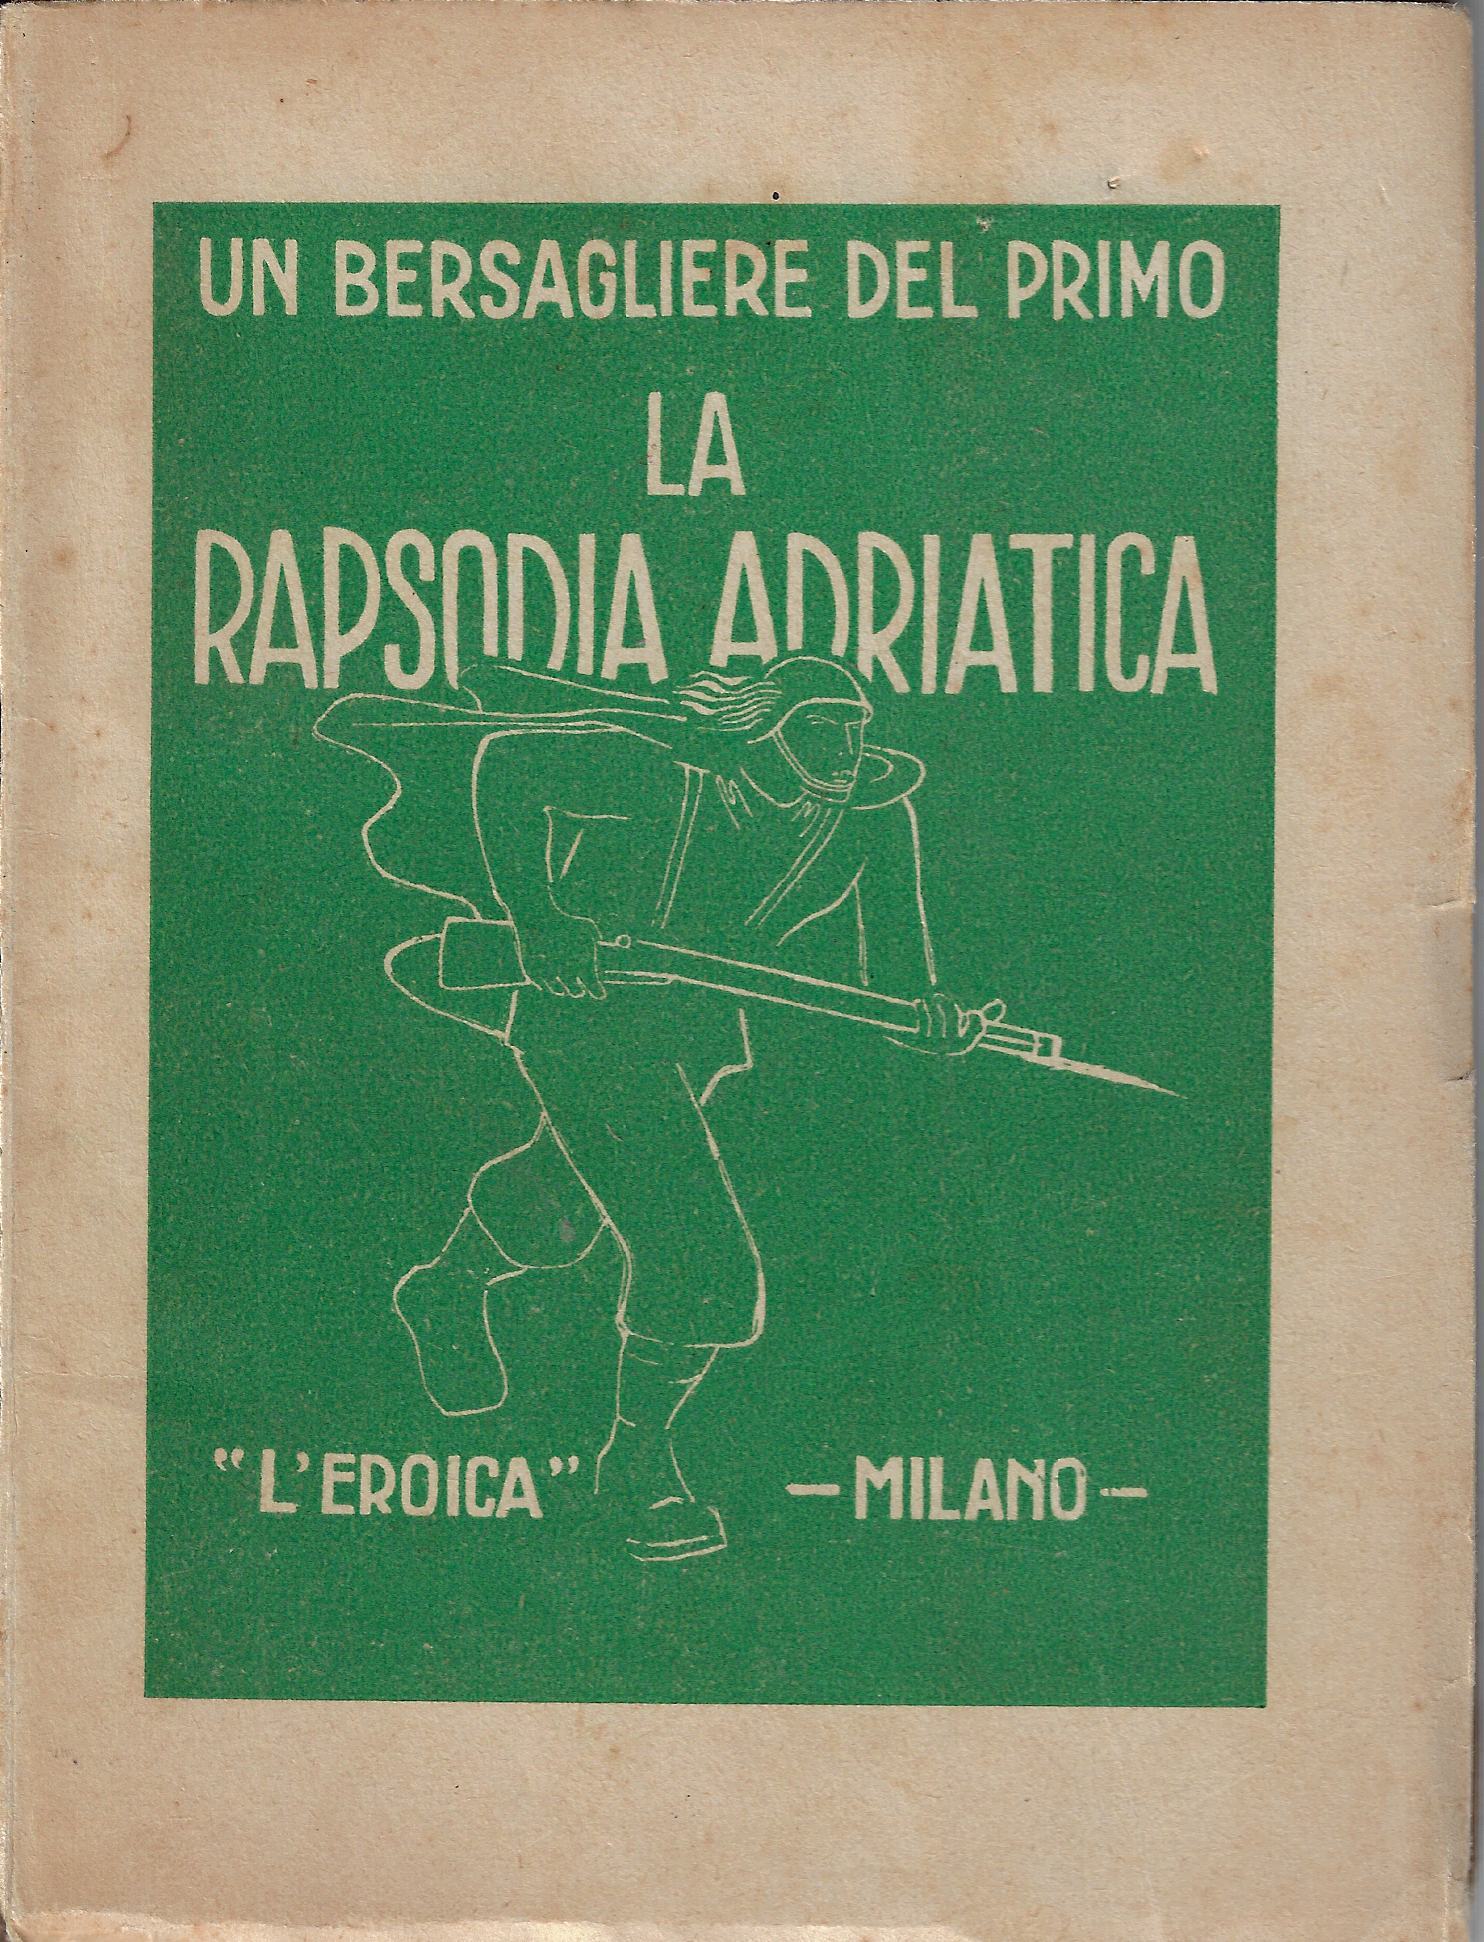 UN BERSAGLIERE DEL PRIMO
LA
RAPSODIA ADRIATICA
"L'EROICA" — MILANO —